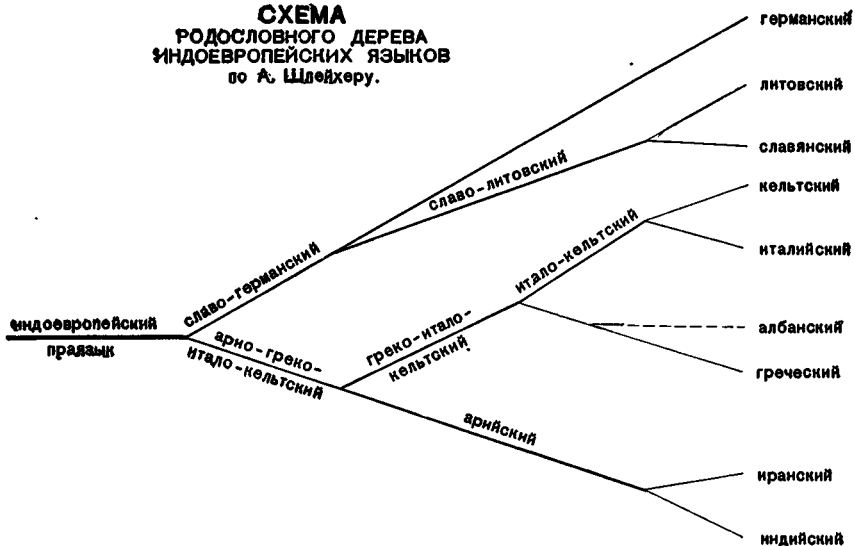 СХЕМА
РОДОСЛОВНОГО ДЕРЕВА
ИНДОЕВРОПЕЙСКИХ ЯЗЫКОВ
по А. Шлейхеру.
германский
литовский
славянский
славо-литовский
кельтский
италийский
итало-кельтский
славо-германский
индоевропейский
праязык
арио-греко-
итало-кельтский
греко-итало-
кельтский
албанский
греческий
арийский
иранский
индийский